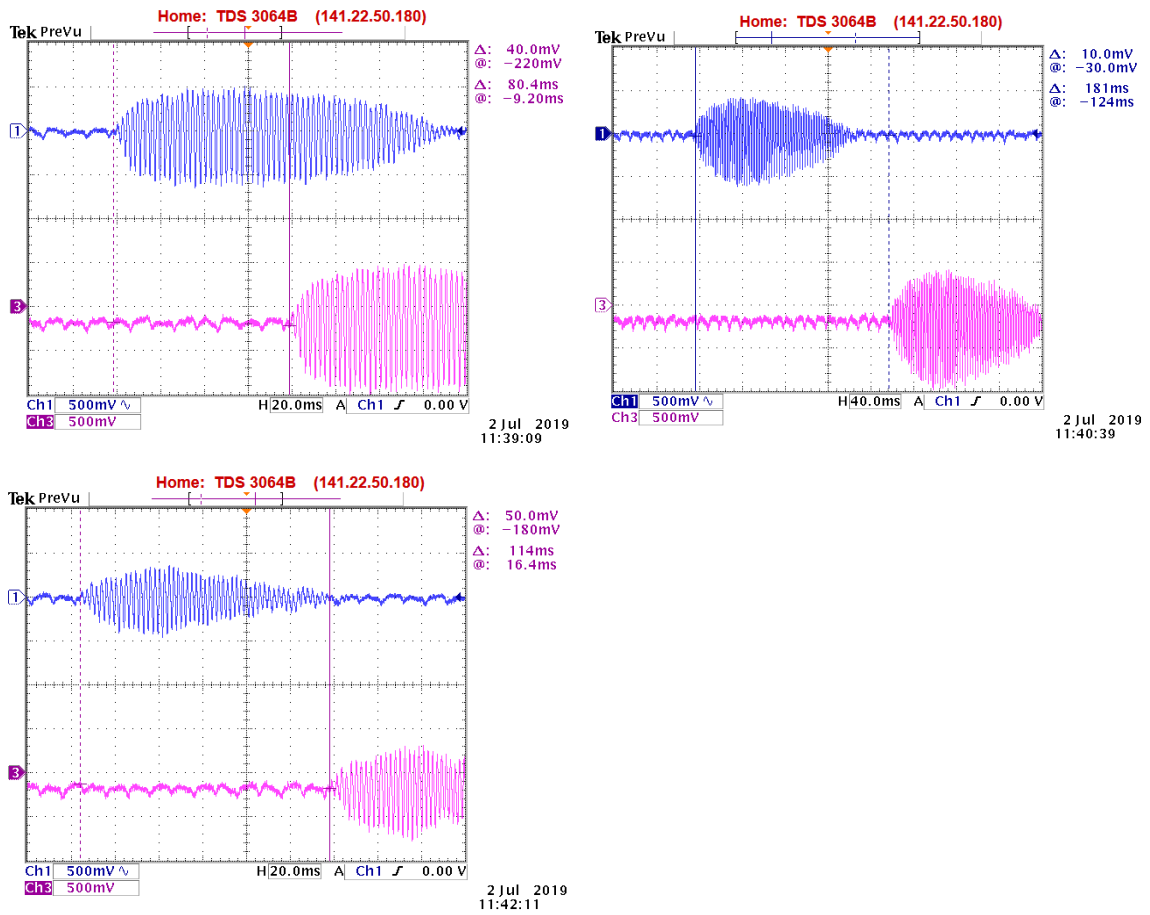 Home: TDS 3064B (141.22.50.180)
Tek PreVu
Δ: 40.0mV
@: -220mV
Δ: 80.4ms
@: -9.20ms
1
3
Ch1 500mV ∿ H 20.0ms A Ch1 ∫ 0.00 V
Ch3 500mV
2 Jul 2019
11:39:09
Home: TDS 3064B (141.22.50.180)
Tek PreVu
Δ: 10.0mV
@: -30.0mV
Δ: 181ms
@: -124ms
1
3
Ch1 500mV ∿ H 40.0ms A Ch1 ∫ 0.00 V
Ch3 500mV
2 Jul 2019
11:40:39
Home: TDS 3064B (141.22.50.180)
Tek PreVu
Δ: 50.0mV
@: -180mV
Δ: 114ms
@: 16.4ms
1
3
Ch1 500mV ∿ H 20.0ms A Ch1 ∫ 0.00 V
Ch3 500mV
2 Jul 2019
11:42:11